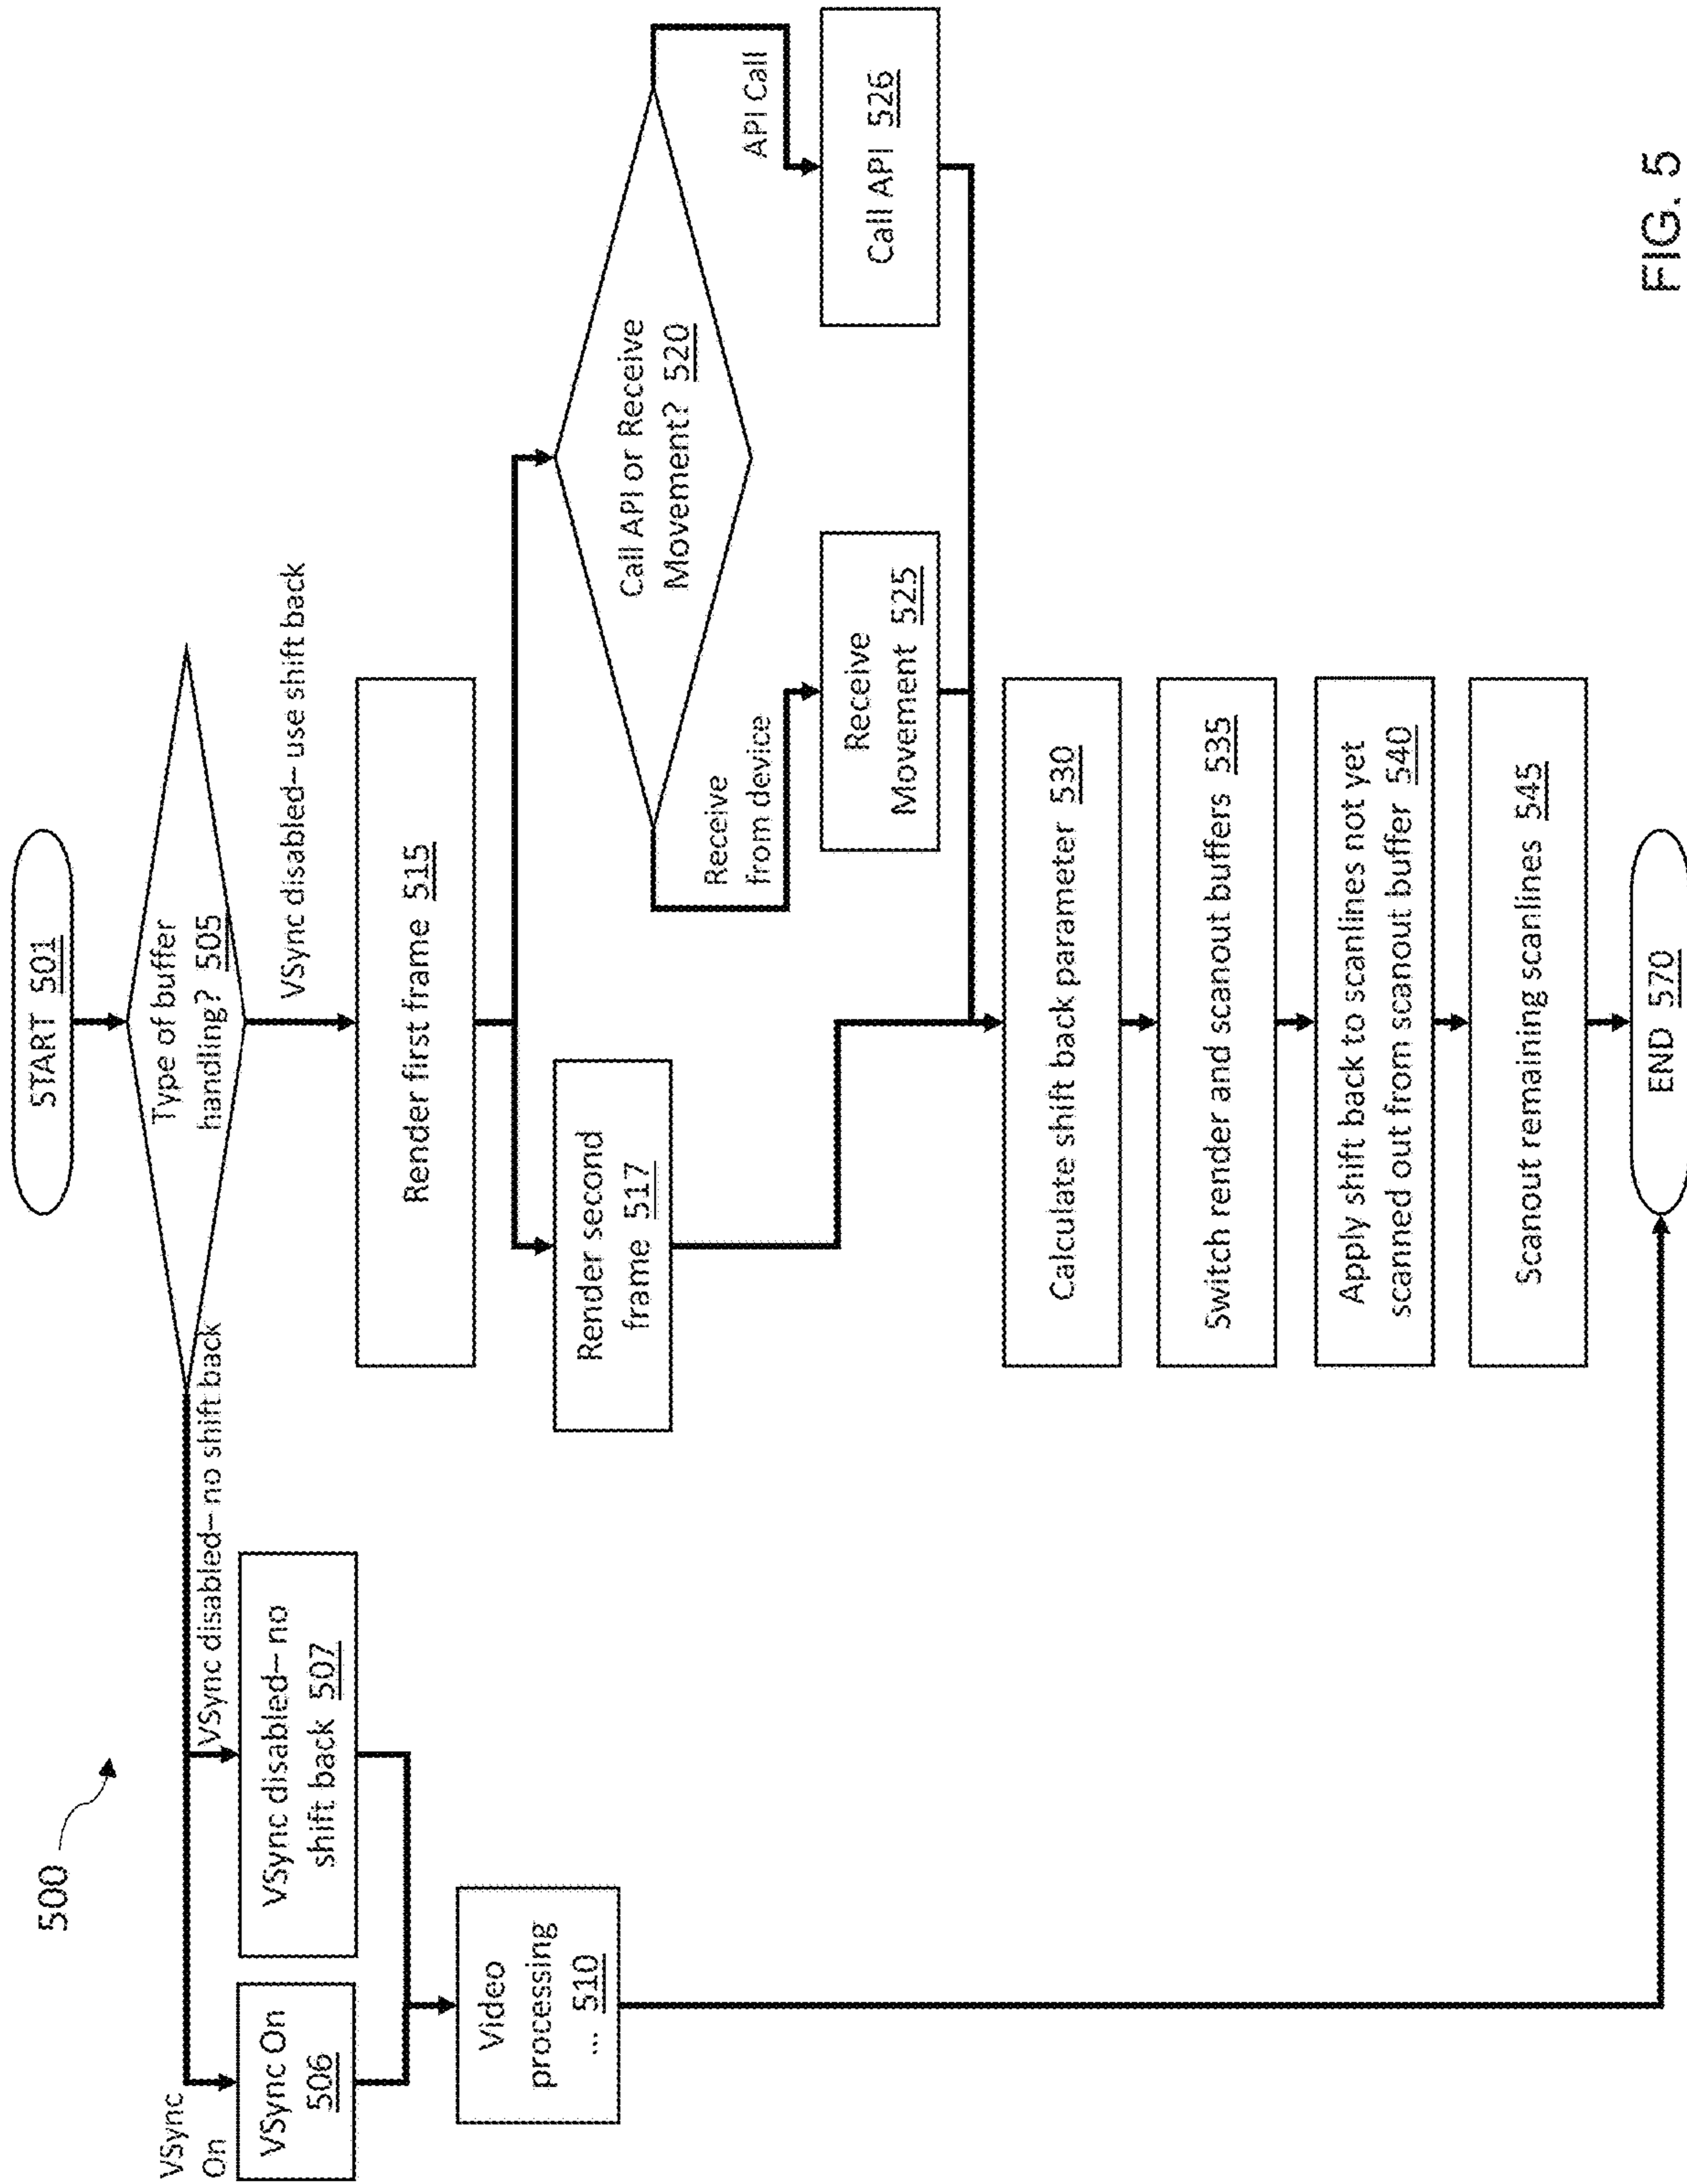 500
START 501
Type of buffer
handling? 505
VSync
On
VSync disabled– no shift back
VSync disabled– use shift back
VSync On
506
VSync disabled– no
shift back 507
Video
processing
... 510
Render first frame 515
Render second
frame 517
Call API or Receive
Movement? 520
Receive
from device
API Call
Receive
Movement 525
Call API 526
Calculate shift back parameter 530
Switch render and scanout buffers 535
Apply shift back to scanlines not yet
scanned out from scanout buffer 540
Scanout remaining scanlines 545
END 570
FIG. 5